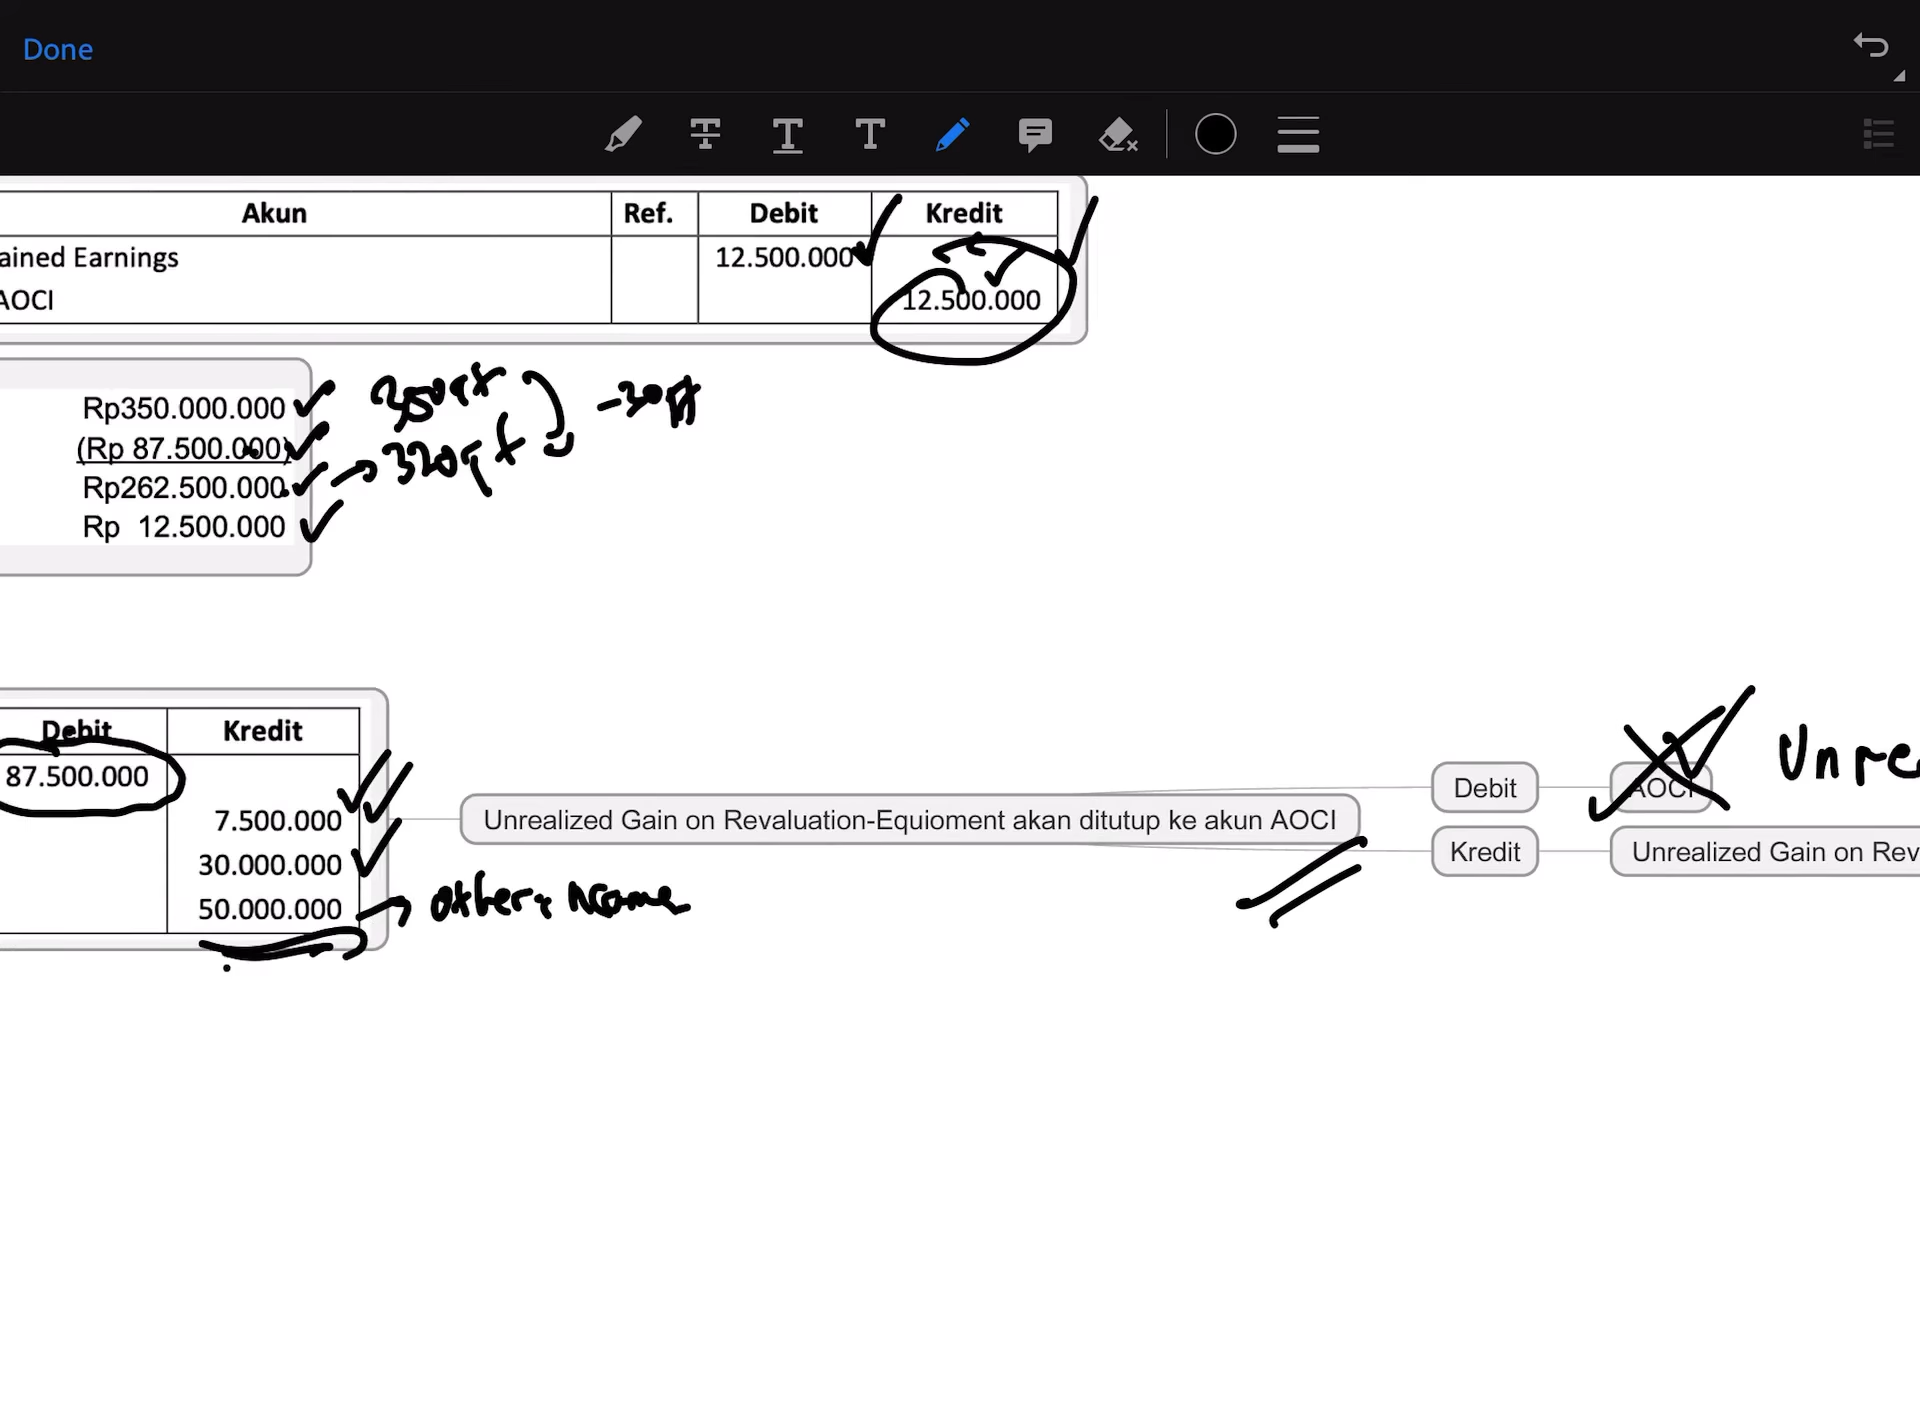 Done
Akun Ref. Debit Kredit
ained Earnings 12.500.000
AOCI 12.500.000
Rp350.000.000 350jt
(Rp 87.500.000) -30jt
Rp262.500.000 320jt
Rp 12.500.000
Debit Kredit
87.500.000
7.500.000
30.000.000
50.000.000
Unrealized Gain on Revaluation-Equioment akan ditutup ke akun AOCI
Debit AOCI Unre
Kredit Unrealized Gain on Rev